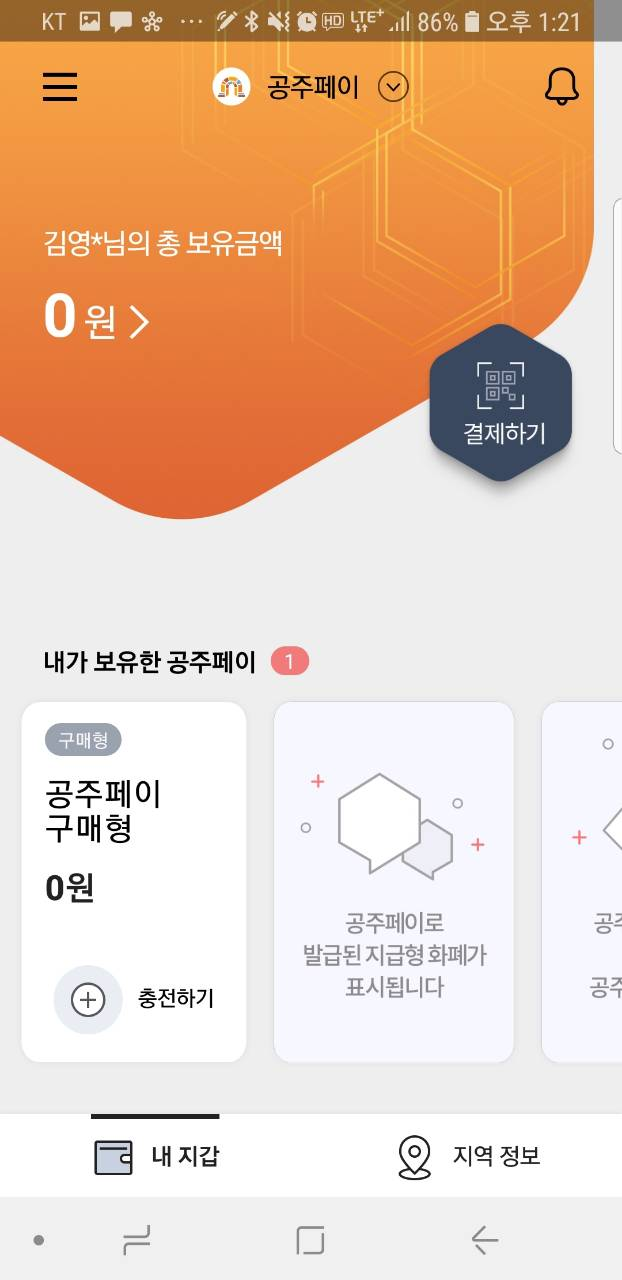 KT ··· HD LTE+ 86% 오후 1:21
공주페이
김영*님의 총 보유금액
0 원
결제하기
내가 보유한 공주페이 1
구매형
공주페이
구매형
0원
충전하기
공주페이로
발급된 지급형 화폐가
표시됩니다
공주
내 지갑
지역 정보